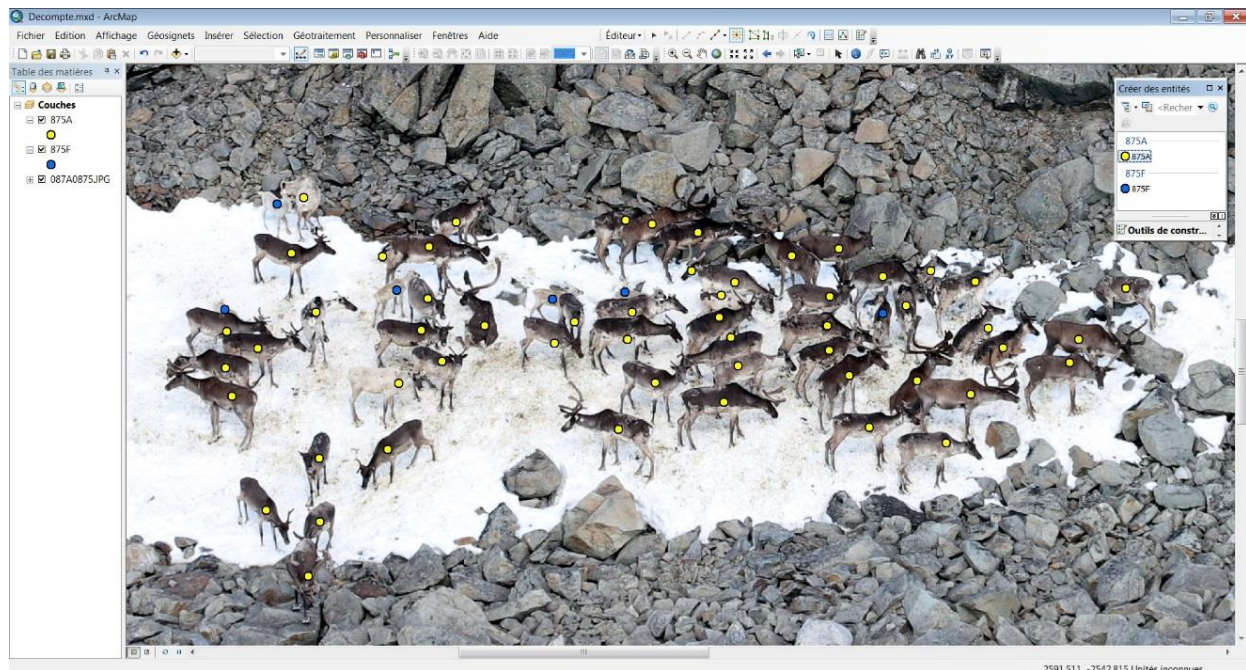 Decompte.mxd - ArcMap
Fichier Edition Affichage Géosignets Insérer Sélection Géotraitement Personnaliser Fenêtres Aide
Éditeur
Table des matières
Couches
875A
875F
087A0875.JPG
Créer des entités
<Recher
875A
875A
875F
875F
Outils de constr...
2591,511 -2542,815 Unités inconnues